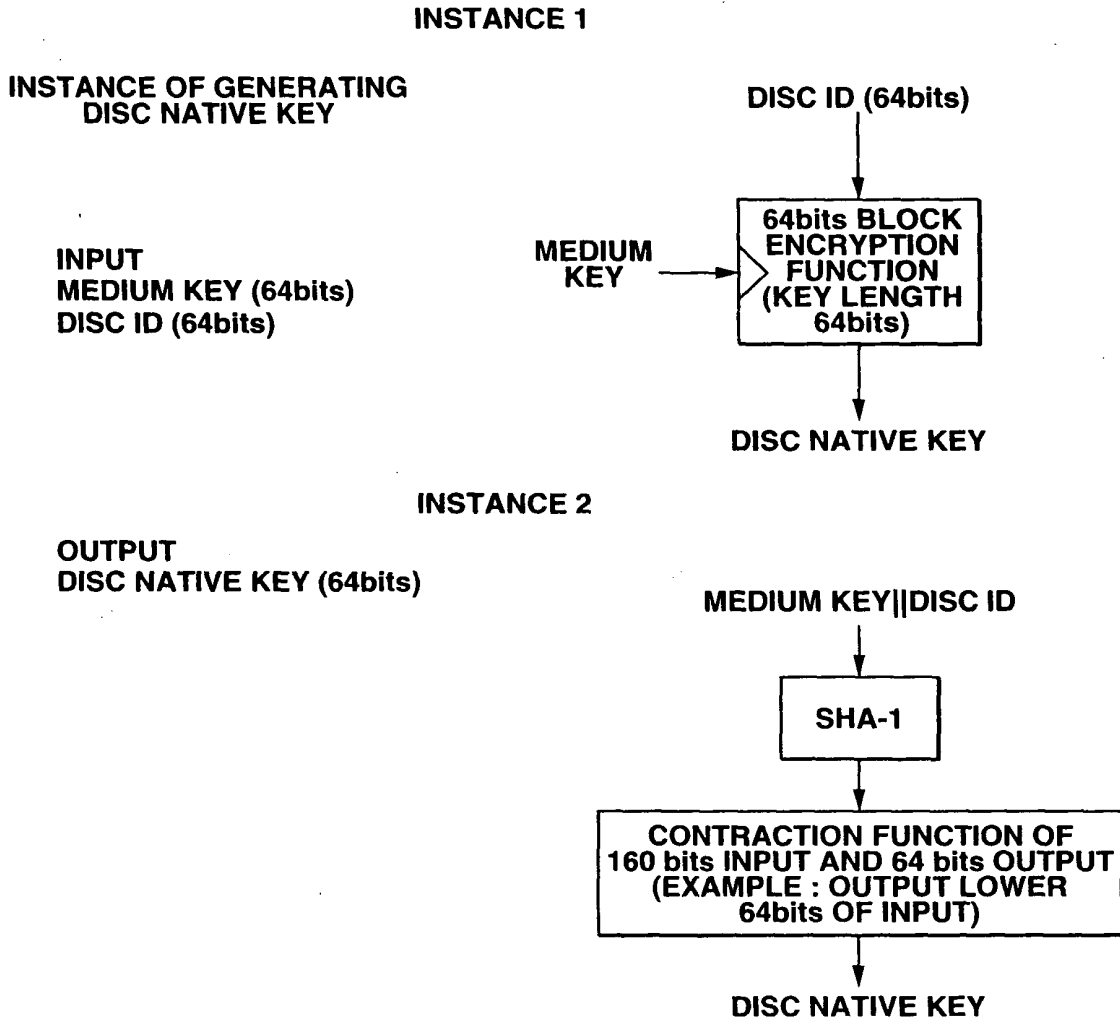 INSTANCE 1
INSTANCE OF GENERATING
DISC NATIVE KEY
DISC ID (64bits)
INPUT
MEDIUM KEY (64bits)
DISC ID (64bits)
MEDIUM
KEY
64bits BLOCK
ENCRYPTION
FUNCTION
(KEY LENGTH
64bits)
DISC NATIVE KEY
INSTANCE 2
OUTPUT
DISC NATIVE KEY (64bits)
MEDIUM KEY||DISC ID
SHA-1
CONTRACTION FUNCTION OF
160 bits INPUT AND 64 bits OUTPUT
(EXAMPLE : OUTPUT LOWER
64bits OF INPUT)
DISC NATIVE KEY